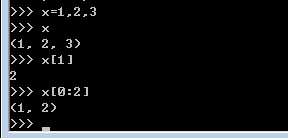 >>> x=1,2,3
>>> x
(1, 2, 3)
>>> x[1]
2
>>> x[0:2]
(1, 2)
>>>